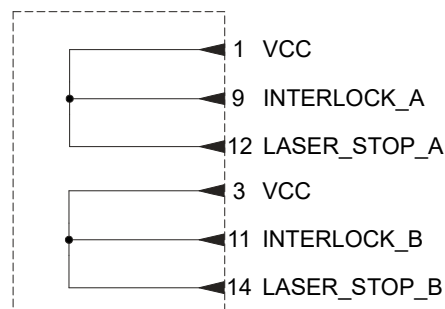 1 VCC
9 INTERLOCK_A
12 LASER_STOP_A
3 VCC
11 INTERLOCK_B
14 LASER_STOP_B